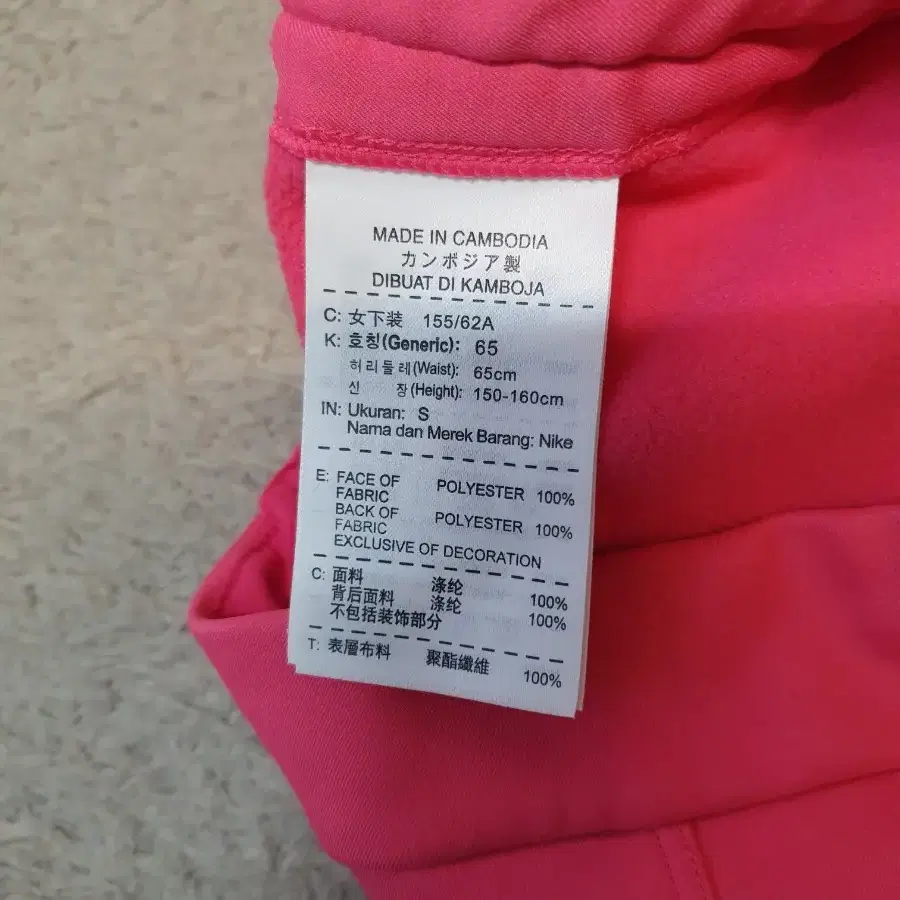 MADE IN CAMBODIA
カンボジア製
DIBUAT DI KAMBOJA
C: 女下装 155/62A
K: 호칭(Generic): 65
허리둘레(Waist): 65cm
신 장(Height): 150-160cm
IN: Ukuran: S
Nama dan Merek Barang: Nike
E: FACE OF FABRIC POLYESTER 100%
BACK OF FABRIC POLYESTER 100%
EXCLUSIVE OF DECORATION
C: 面料 涤纶 100%
背后面料 涤纶 100%
不包括装饰部分
T: 表層布料 聚酯纖維 100%